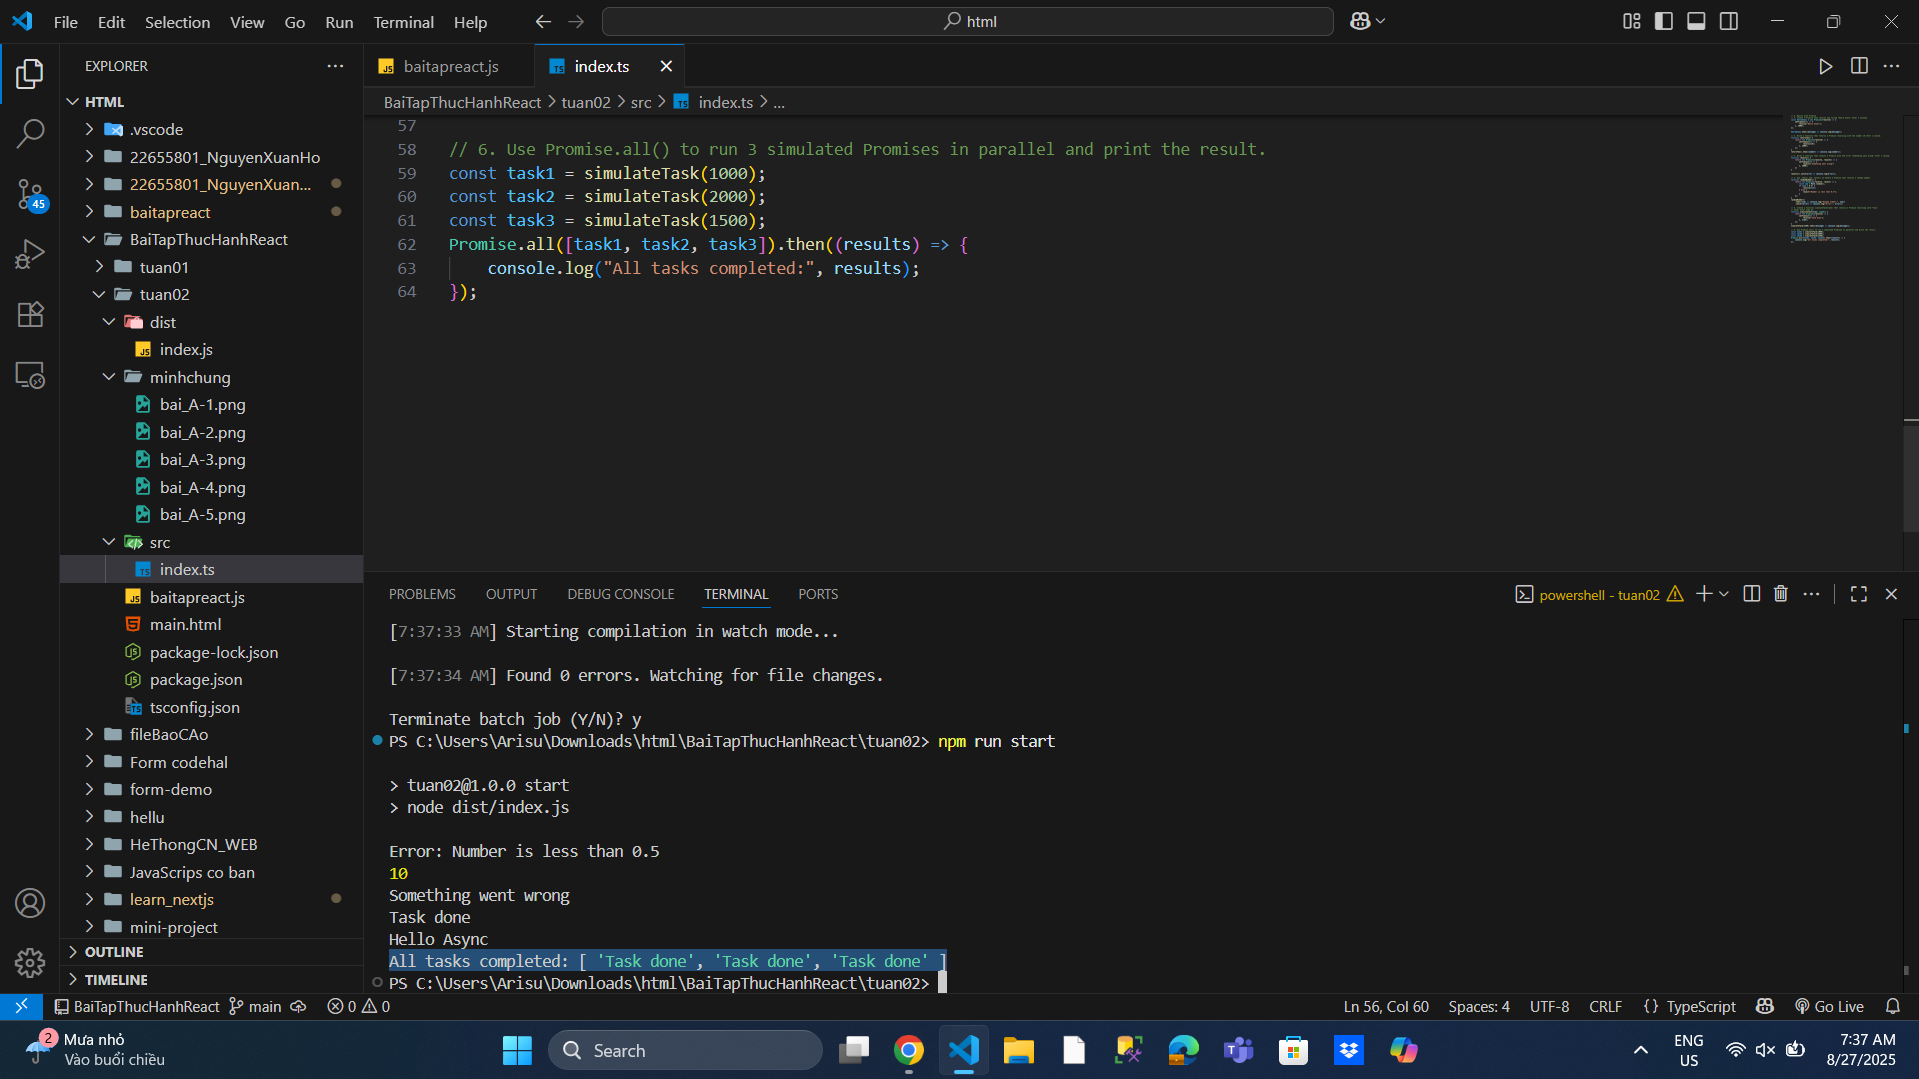 File Edit Selection View Go Run Terminal Help
html
EXPLORER
HTML
.vscode
22655801_NguyenXuanHo
22655801_NguyenXuan...
baitapreact
BaiTapThucHanhReact
tuan01
tuan02
dist
index.js
minhchung
bai_A-1.png
bai_A-2.png
bai_A-3.png
bai_A-4.png
bai_A-5.png
src
index.ts
baitapreact.js
main.html
package-lock.json
package.json
tsconfig.json
fileBaoCAo
Form codehal
form-demo
hellu
HeThongCN_WEB
JavaScrips co ban
learn_nextjs
mini-project
OUTLINE
TIMELINE
45
baitapreact.js
index.ts
BaiTapThucHanhReact > tuan02 > src > index.ts > ...
57
58 // 6. Use Promise.all() to run 3 simulated Promises in parallel and print the result.
59 const task1 = simulateTask(1000);
60 const task2 = simulateTask(2000);
61 const task3 = simulateTask(1500);
62 Promise.all([task1, task2, task3]).then((results) => {
63 console.log("All tasks completed:", results);
64 });
PROBLEMS OUTPUT DEBUG CONSOLE TERMINAL PORTS
powershell - tuan02
[7:37:33 AM] Starting compilation in watch mode...
[7:37:34 AM] Found 0 errors. Watching for file changes.
Terminate batch job (Y/N)? y
PS C:\Users\Arisu\Downloads\html\BaiTapThucHanhReact\tuan02> npm run start
> tuan02@1.0.0 start
> node dist/index.js
Error: Number is less than 0.5
10
Something went wrong
Task done
Hello Async
All tasks completed: [ 'Task done', 'Task done', 'Task done' ]
PS C:\Users\Arisu\Downloads\html\BaiTapThucHanhReact\tuan02>
BaiTapThucHanhReact main 0 0
Ln 56, Col 60 Spaces: 4 UTF-8 CRLF {} TypeScript Go Live
2
Mưa nhỏ
Vào buổi chiều
Search
ENG
US
7:37 AM
8/27/2025